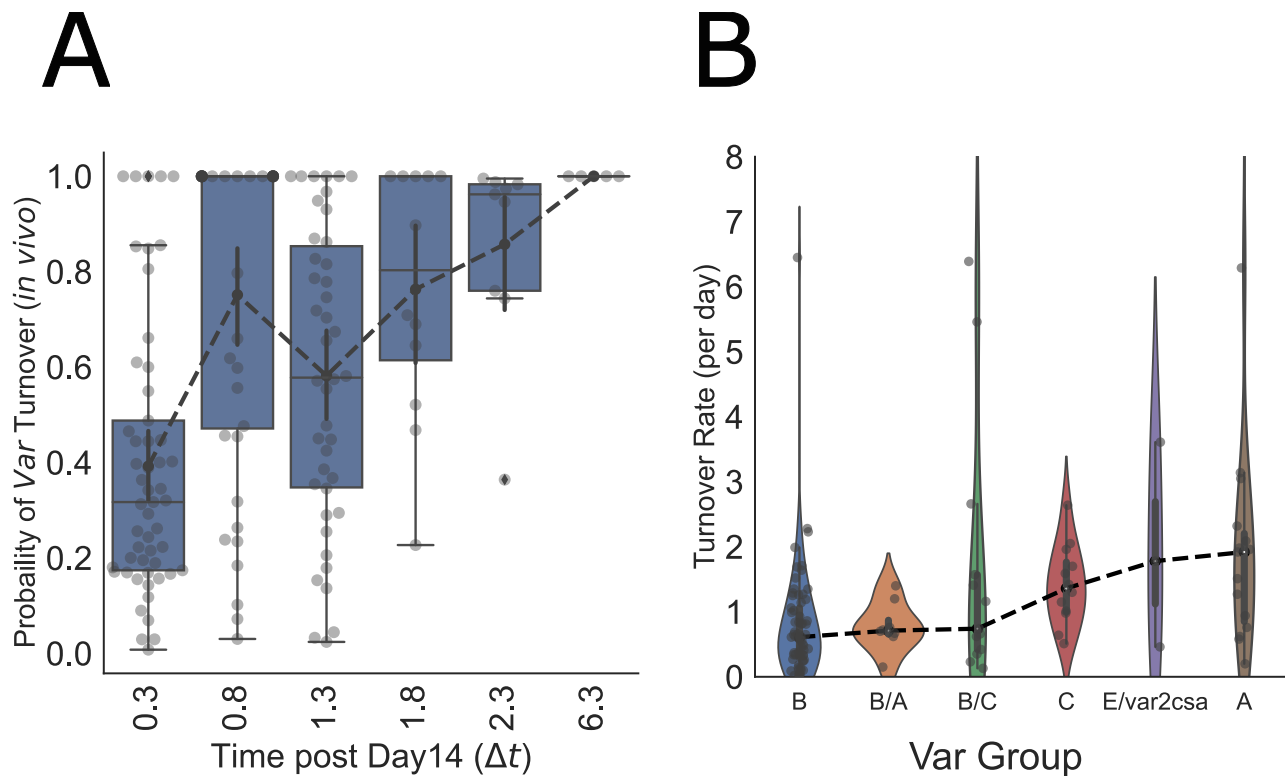 A
Probaility of Var Turnover (in vivo)
1.0
0.8
0.6
0.4
0.2
0.0
0.3 0.8 1.3 1.8 2.3 6.3
Time post Day14 (Δt)
B
Turnover Rate (per day)
8
7
6
5
4
3
2
1
0
B B/A B/C C E/var2csa A
Var Group